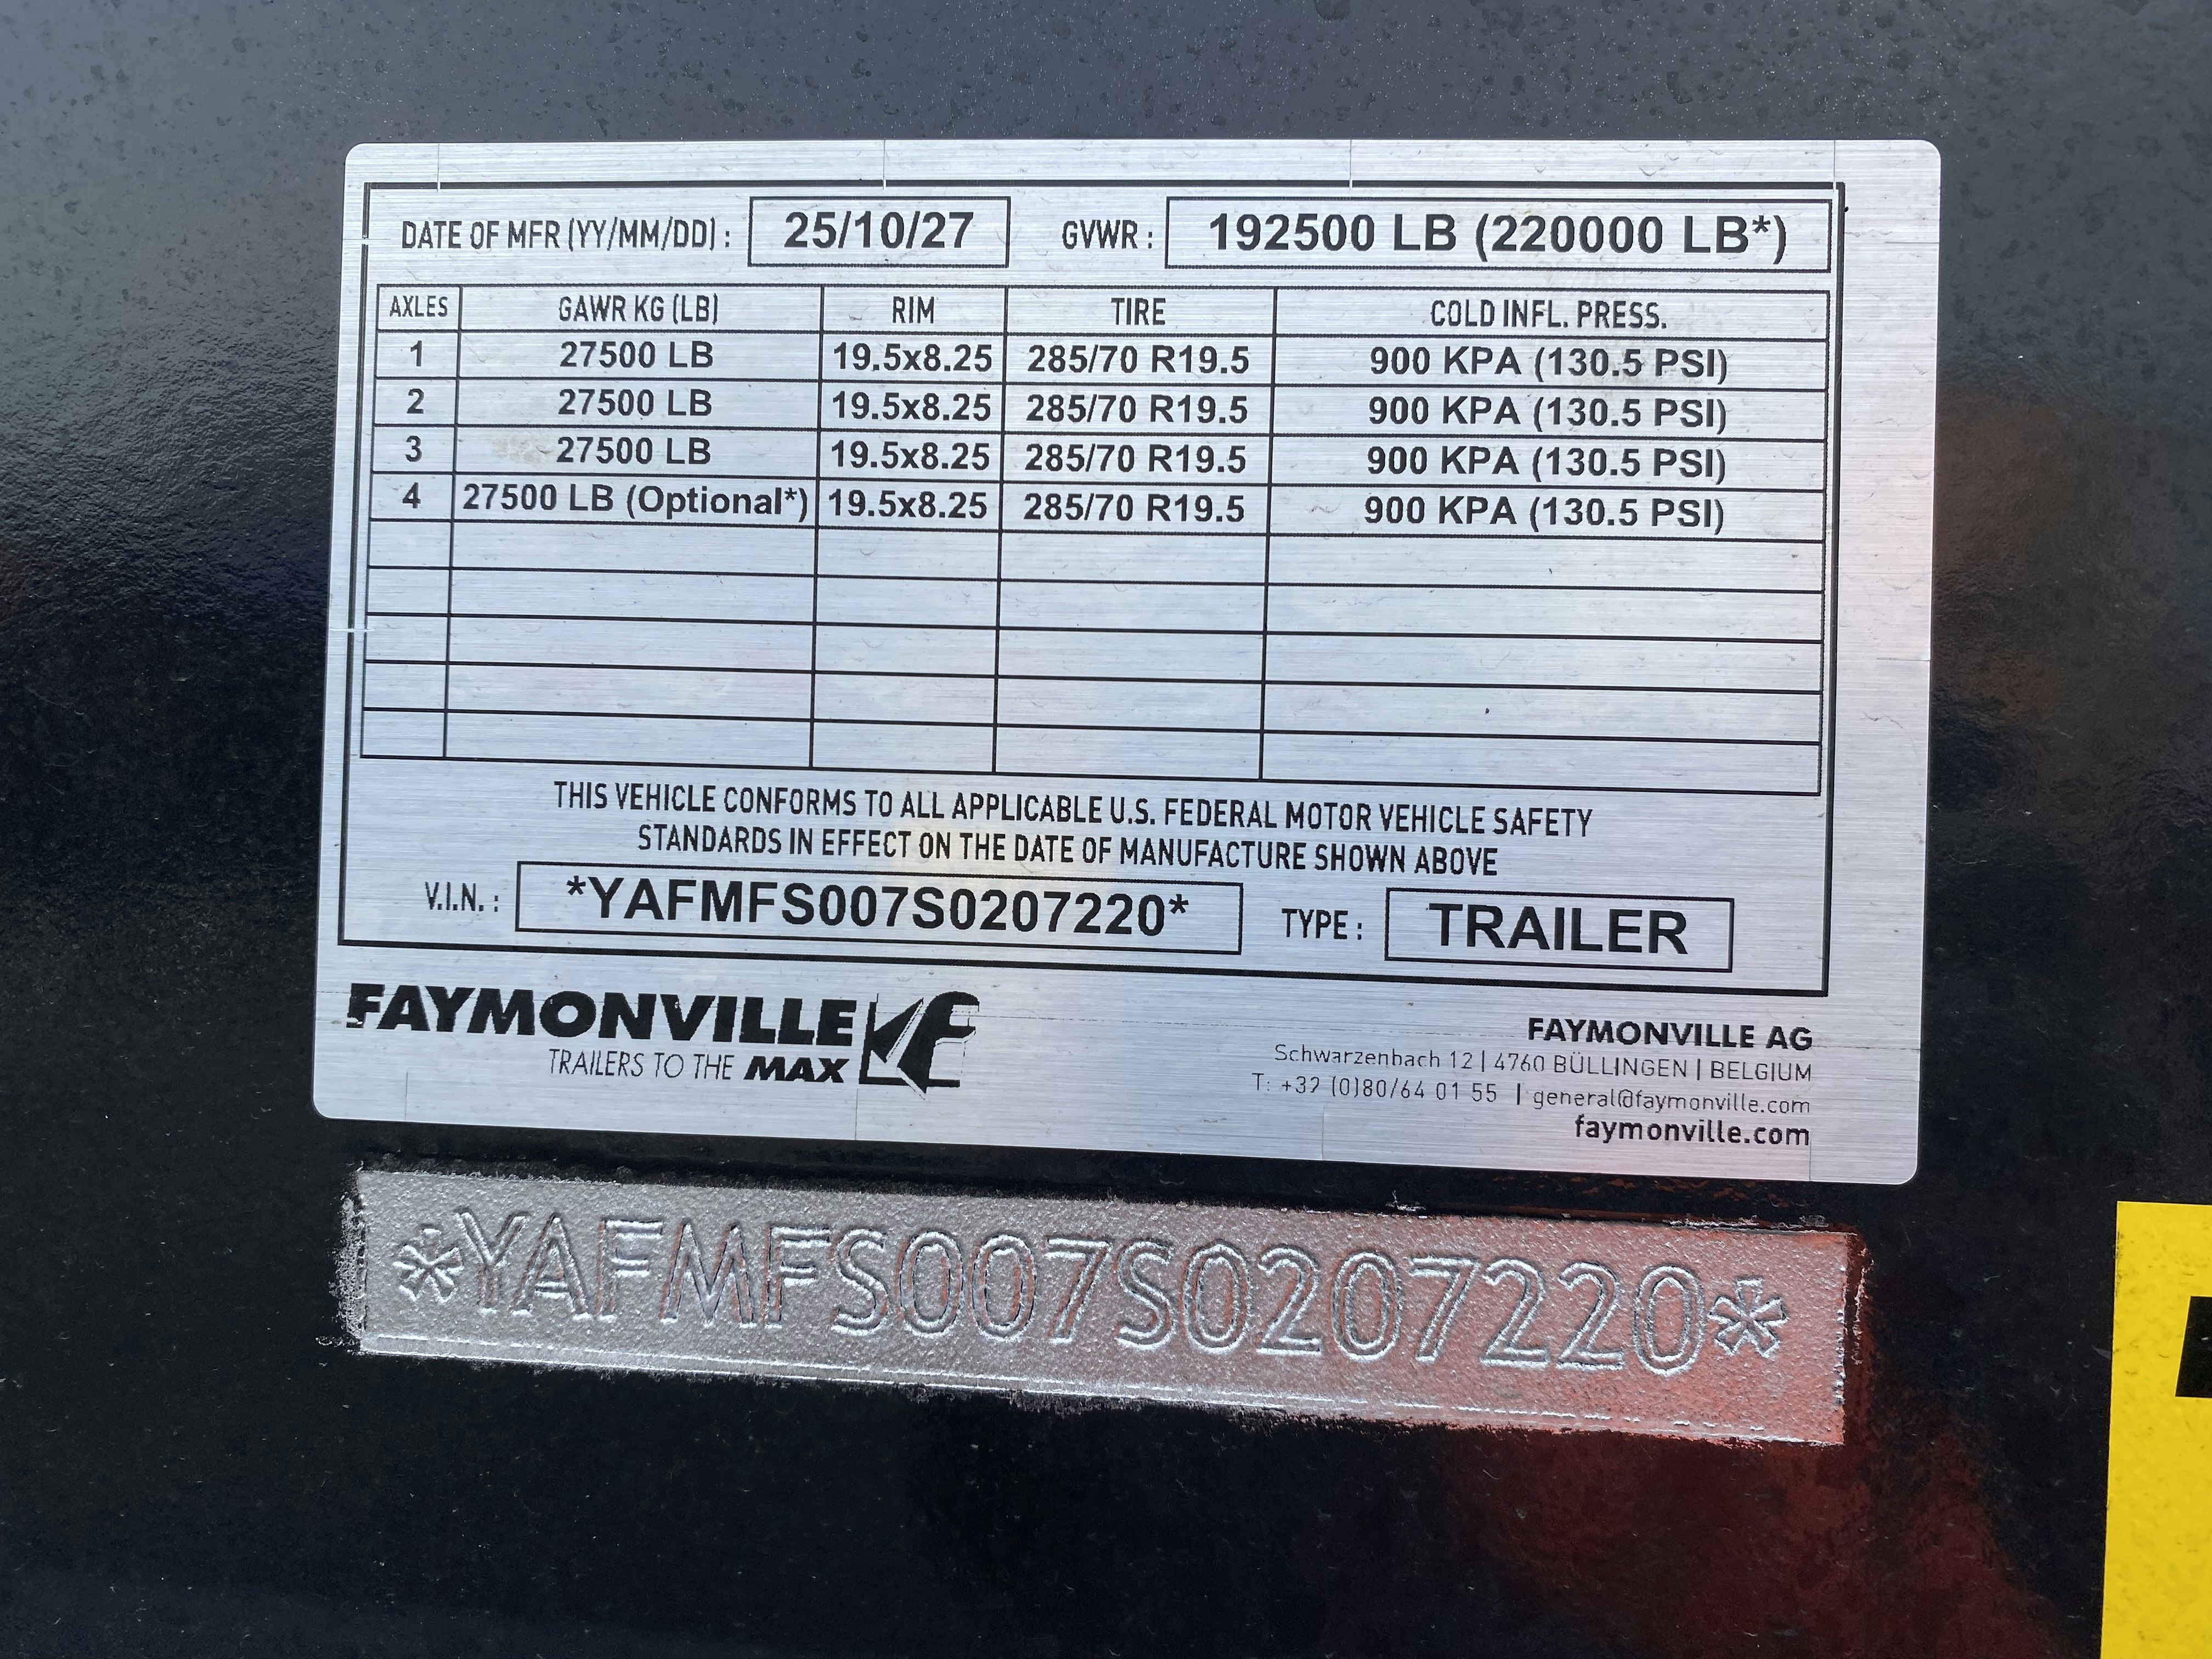 DATE OF MFR (YY/MM/DD) : 25/10/27 GVWR : 192500 LB (220000 LB*)
AXLES GAWR KG (LB) RIM TIRE COLD INFL. PRESS.
1 27500 LB 19.5x8.25 285/70 R19.5 900 KPA (130.5 PSI)
2 27500 LB 19.5x8.25 285/70 R19.5 900 KPA (130.5 PSI)
3 27500 LB 19.5x8.25 285/70 R19.5 900 KPA (130.5 PSI)
4 27500 LB (Optional*) 19.5x8.25 285/70 R19.5 900 KPA (130.5 PSI)
THIS VEHICLE CONFORMS TO ALL APPLICABLE U.S. FEDERAL MOTOR VEHICLE SAFETY
STANDARDS IN EFFECT ON THE DATE OF MANUFACTURE SHOWN ABOVE
V.I.N. : *YAFMFS007S0207220* TYPE : TRAILER
FAYMONVILLE
TRAILERS TO THE MAX
FAYMONVILLE AG
Schwarzenbach 12 | 4760 BÜLLINGEN | BELGIUM
T: +32 (0)80/64 01 55 | general@faymonville.com
faymonville.com
*YAFMFS007S0207220*